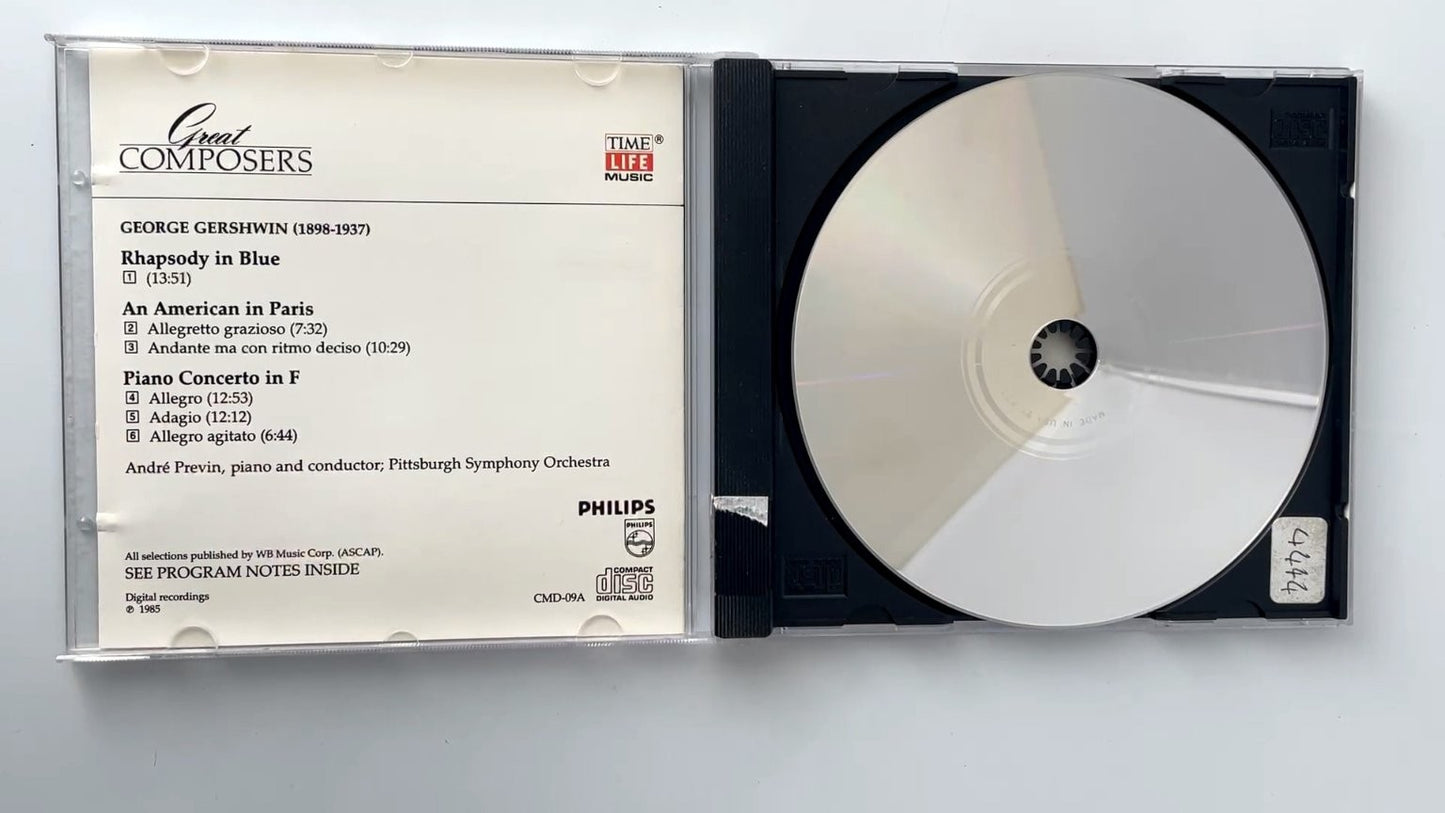 Great
COMPOSERS
TIME®
LIFE
MUSIC
GEORGE GERSHWIN (1898-1937)
Rhapsody in Blue
1 (13:51)
An American in Paris
2 Allegretto grazioso (7:32)
3 Andante ma con ritmo deciso (10:29)
Piano Concerto in F
4 Allegro (12:53)
5 Adagio (12:12)
6 Allegro agitato (6:44)
André Previn, piano and conductor; Pittsburgh Symphony Orchestra
PHILIPS
PHILIPS
All selections published by WB Music Corp. (ASCAP).
SEE PROGRAM NOTES INSIDE
Digital recordings
℗ 1985
CMD-09A
COMPACT
disc
DIGITAL AUDIO
disc
MADE IN
4444